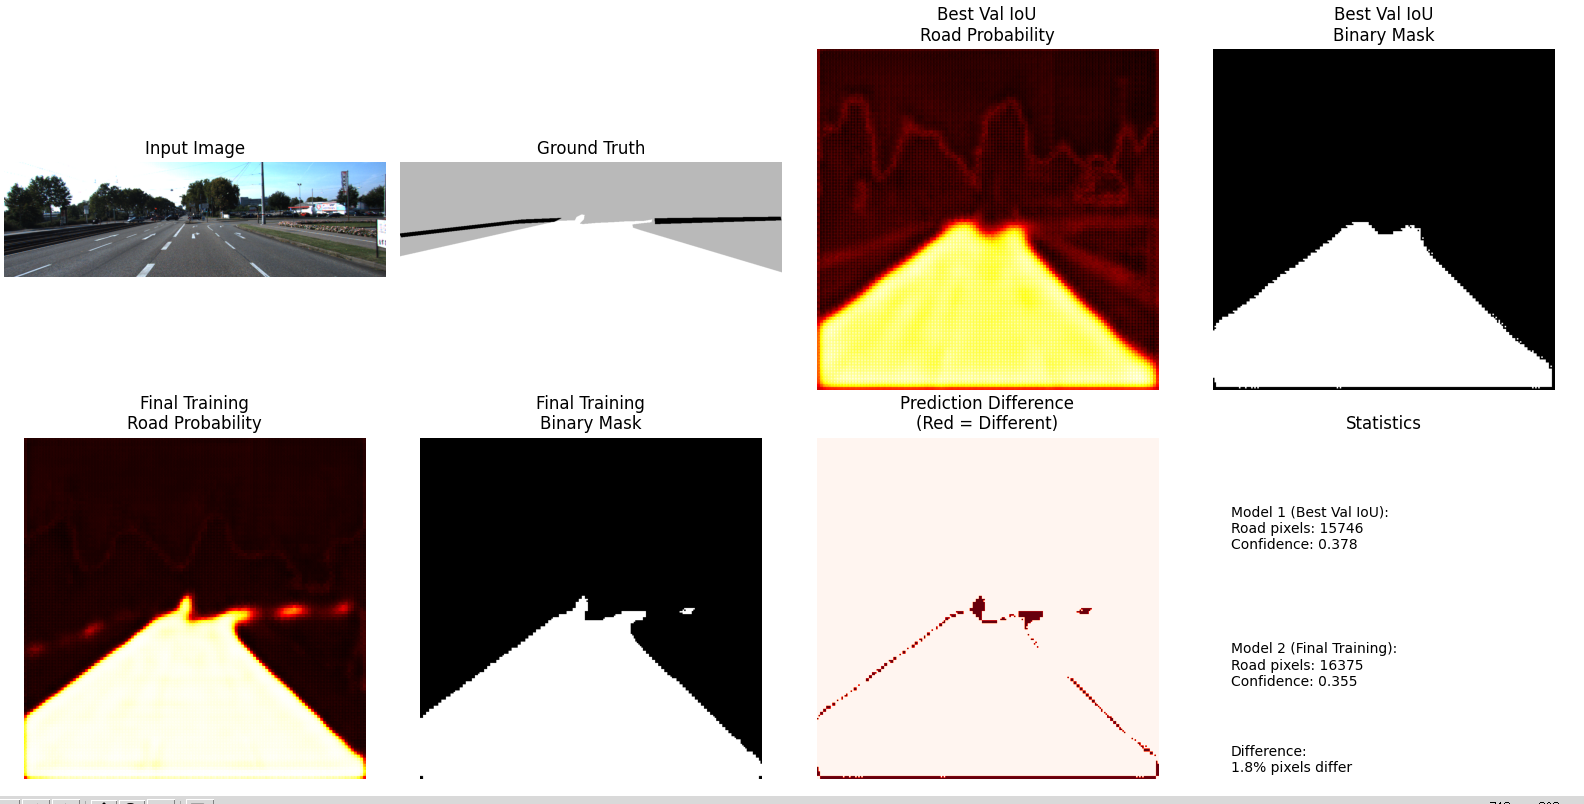 Best Val IoU
Road Probability
Best Val IoU
Binary Mask
Input Image
Ground Truth
Final Training
Road Probability
Final Training
Binary Mask
Prediction Difference
(Red = Different)
Statistics
Model 1 (Best Val IoU):
Road pixels: 15746
Confidence: 0.378
Model 2 (Final Training):
Road pixels: 16375
Confidence: 0.355
Difference:
1.8% pixels differ